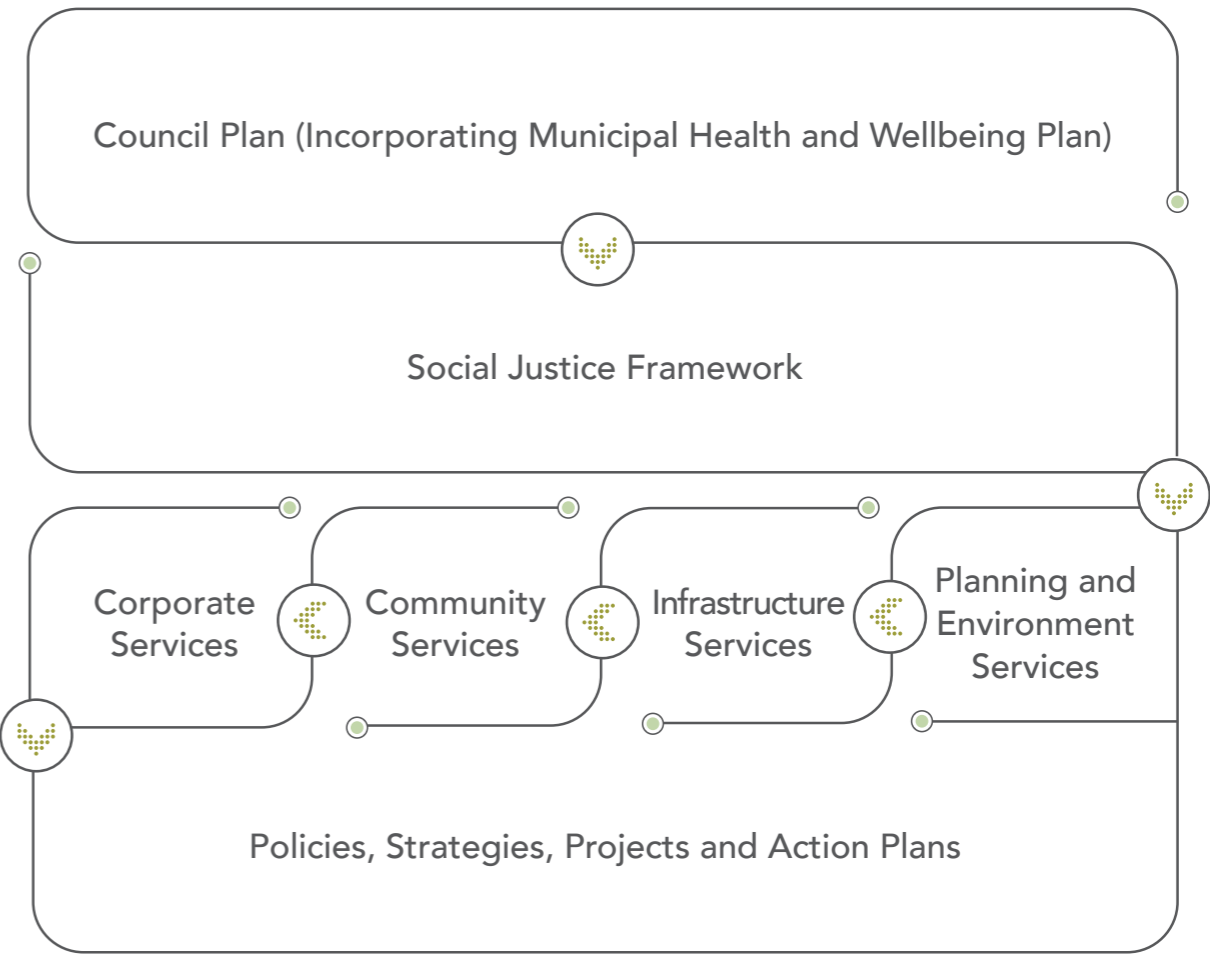 Council Plan (Incorporating Municipal Health and Wellbeing Plan)
Social Justice Framework
Corporate
Services
Community
Services
Infrastructure
Services
Planning and
Environment
Services
Policies, Strategies, Projects and Action Plans